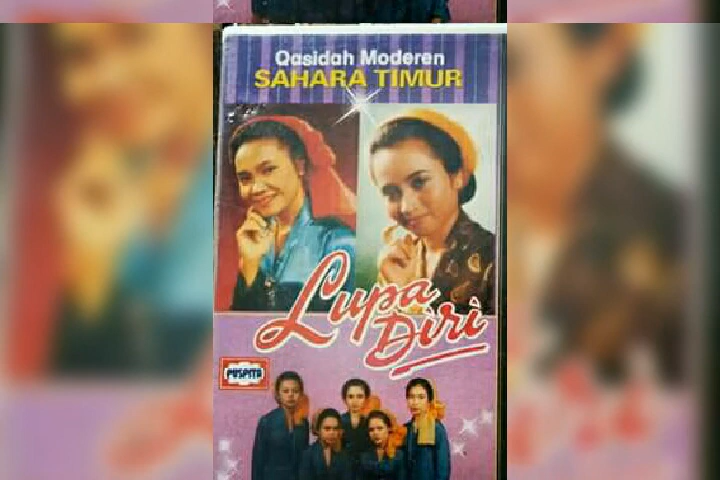 Qasidah Moderen
SAHARA TIMUR
Lupa
Diri
PUSPITA